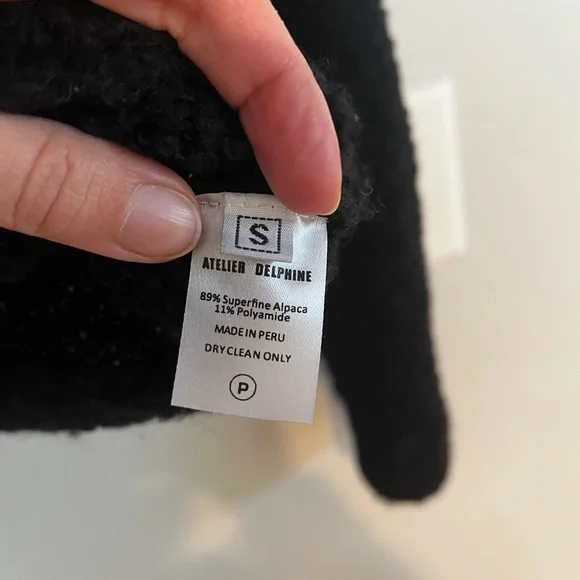 S
ATELIER DELPHINE
89% Superfine Alpaca
11% Polyamide
MADE IN PERU
DRY CLEAN ONLY
P